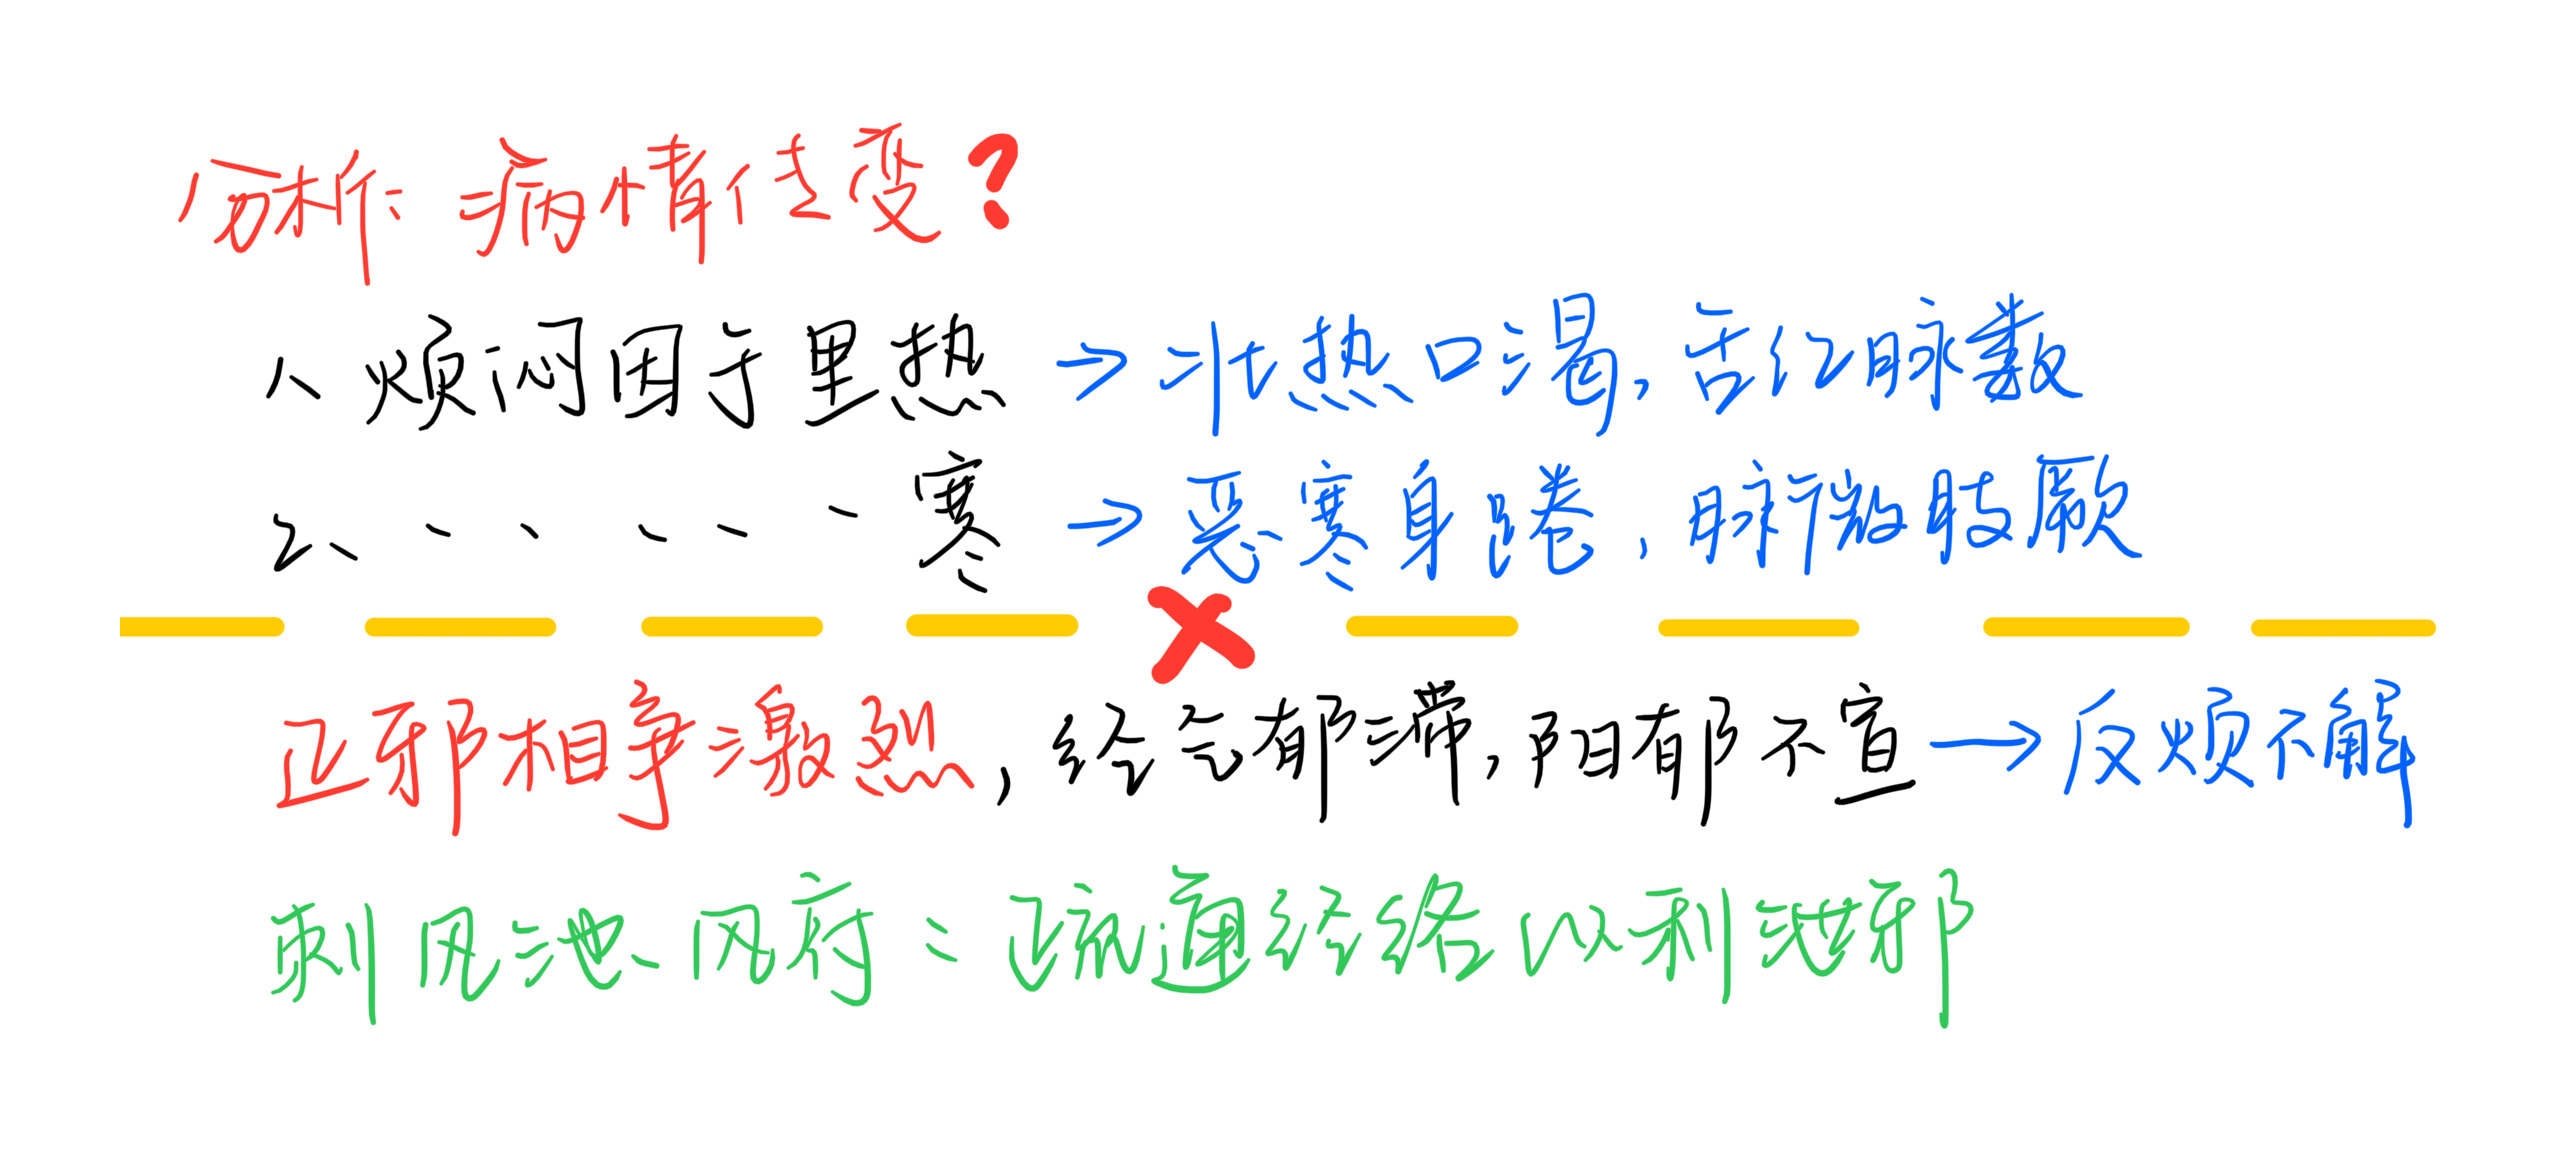 分析：病情传变？
1、烦闷因于里热→壮热口渴，舌红脉数
2、、、、、、寒→恶寒身踡，脉微肢厥
正邪相争激烈，经气郁滞，阳郁不宣→反烦不解
刺风池、风府：疏通经络以利泄邪